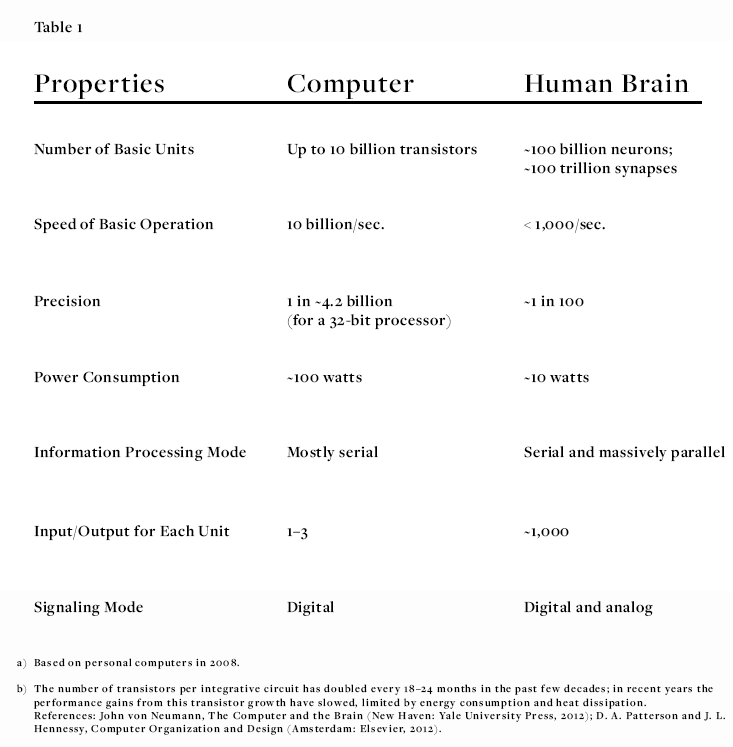 Table 1
Properties Computer Human Brain
Number of Basic Units Up to 10 billion transistors ~100 billion neurons;
~100 trillion synapses
Speed of Basic Operation 10 billion/sec. < 1,000/sec.
Precision 1 in ~4.2 billion ~1 in 100
(for a 32-bit processor)
Power Consumption ~100 watts ~10 watts
Information Processing Mode Mostly serial Serial and massively parallel
Input/Output for Each Unit 1–3 ~1,000
Signaling Mode Digital Digital and analog
a) Based on personal computers in 2008.
b) The number of transistors per integrative circuit has doubled every 18–24 months in the past few decades; in recent years the
performance gains from this transistor growth have slowed, limited by energy consumption and heat dissipation.
References: John von Neumann, The Computer and the Brain (New Haven: Yale University Press, 2012); D. A. Patterson and J. L.
Hennessy, Computer Organization and Design (Amsterdam: Elsevier, 2012).